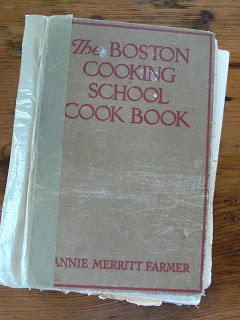 The BOSTON
COOKING
SCHOOL
COOK BOOK
ANNIE MERRITT FARMER